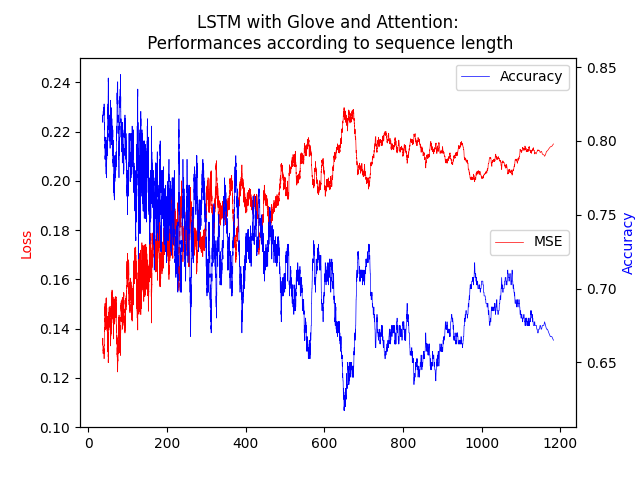 LSTM with Glove and Attention:
Performances according to sequence length
Accuracy
MSE
Loss
Accuracy
0.24
0.22
0.20
0.18
0.16
0.14
0.12
0.10
0.85
0.80
0.75
0.70
0.65
0 200 400 600 800 1000 1200